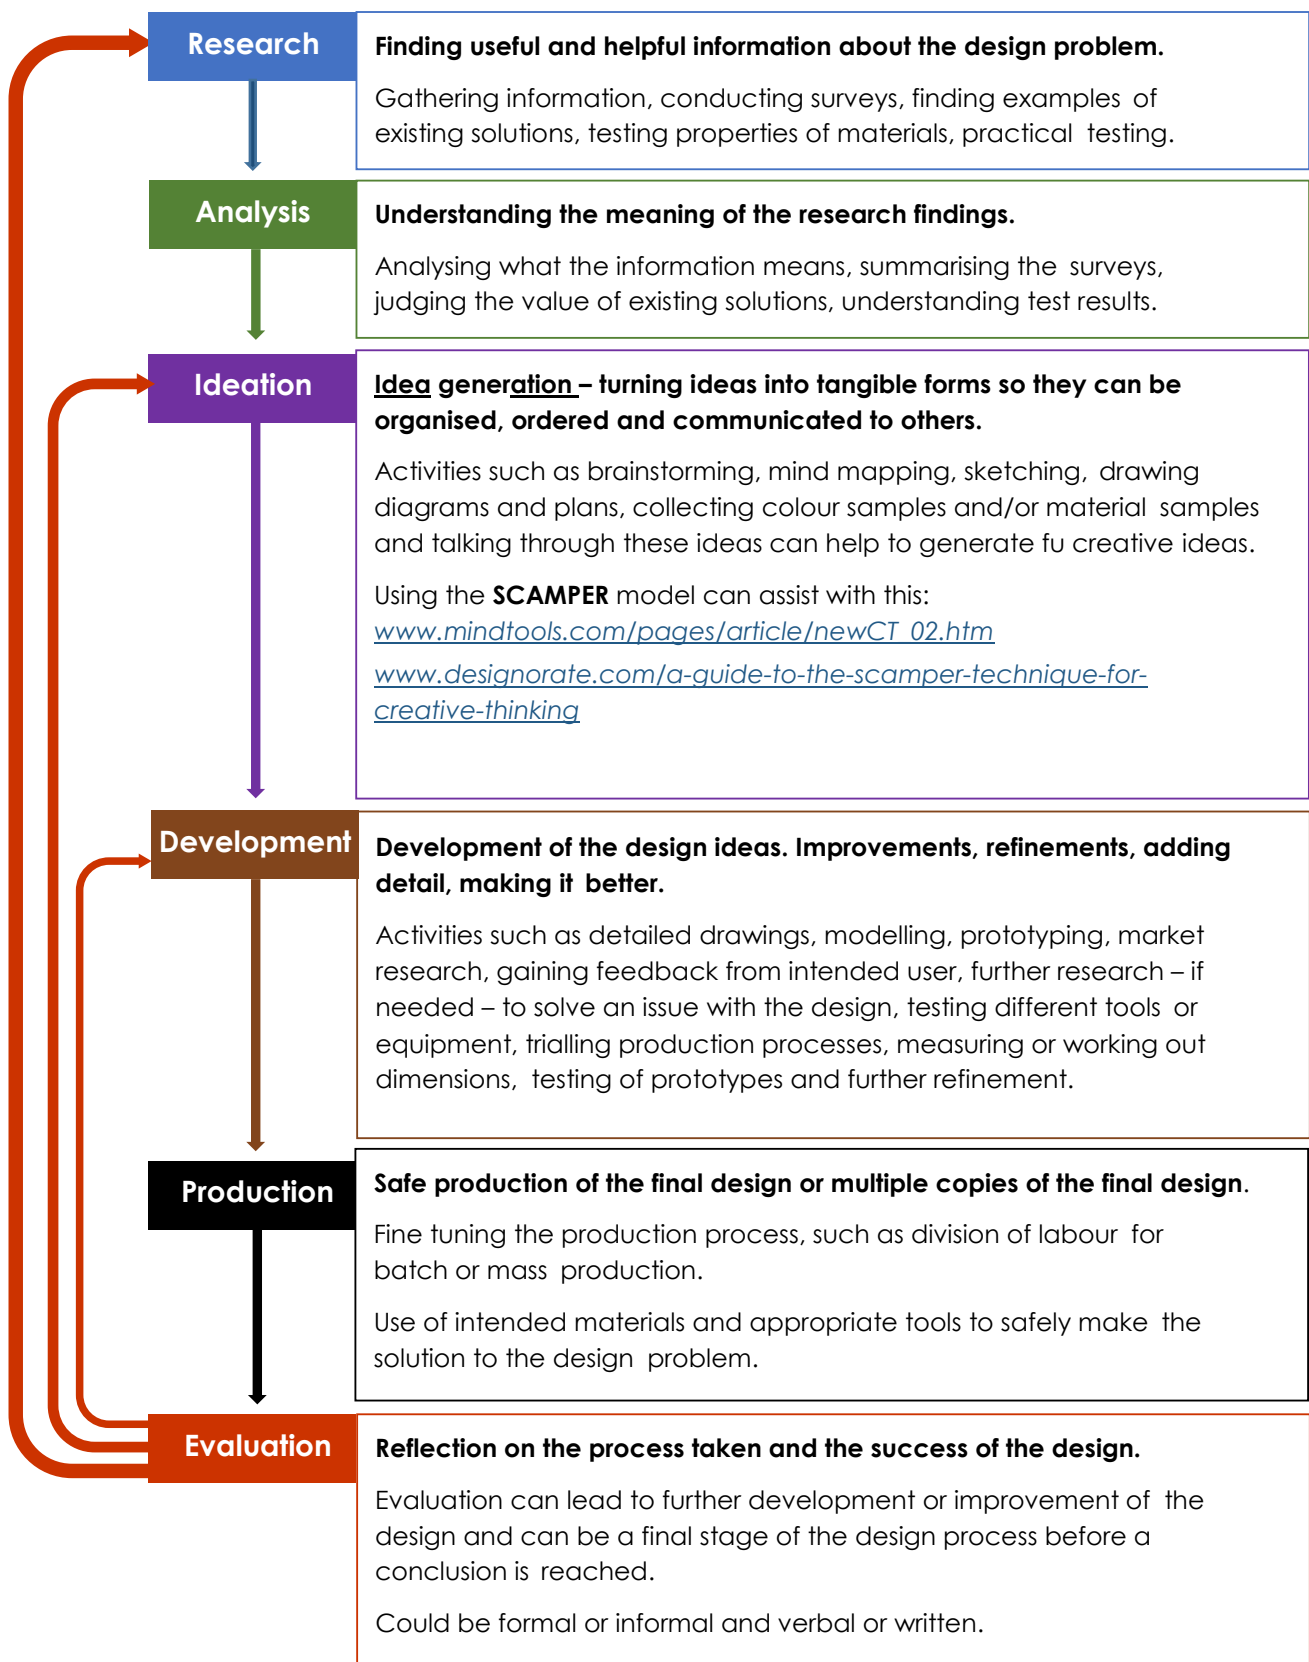 Research
Finding useful and helpful information about the design problem.
Gathering information, conducting surveys, finding examples of
existing solutions, testing properties of materials, practical testing.
Analysis
Understanding the meaning of the research findings.
Analysing what the information means, summarising the surveys,
judging the value of existing solutions, understanding test results.
Ideation
Idea generation – turning ideas into tangible forms so they can be
organised, ordered and communicated to others.
Activities such as brainstorming, mind mapping, sketching, drawing
diagrams and plans, collecting colour samples and/or material samples
and talking through these ideas can help to generate fu creative ideas.
Using the SCAMPER model can assist with this:
www.mindtools.com/pages/article/newCT_02.htm
www.designorate.com/a-guide-to-the-scamper-technique-for-
creative-thinking
Development
Development of the design ideas. Improvements, refinements, adding
detail, making it better.
Activities such as detailed drawings, modelling, prototyping, market
research, gaining feedback from intended user, further research – if
needed – to solve an issue with the design, testing different tools or
equipment, trialling production processes, measuring or working out
dimensions, testing of prototypes and further refinement.
Production
Safe production of the final design or multiple copies of the final design.
Fine tuning the production process, such as division of labour for
batch or mass production.
Use of intended materials and appropriate tools to safely make the
solution to the design problem.
Evaluation
Reflection on the process taken and the success of the design.
Evaluation can lead to further development or improvement of the
design and can be a final stage of the design process before a
conclusion is reached.
Could be formal or informal and verbal or written.